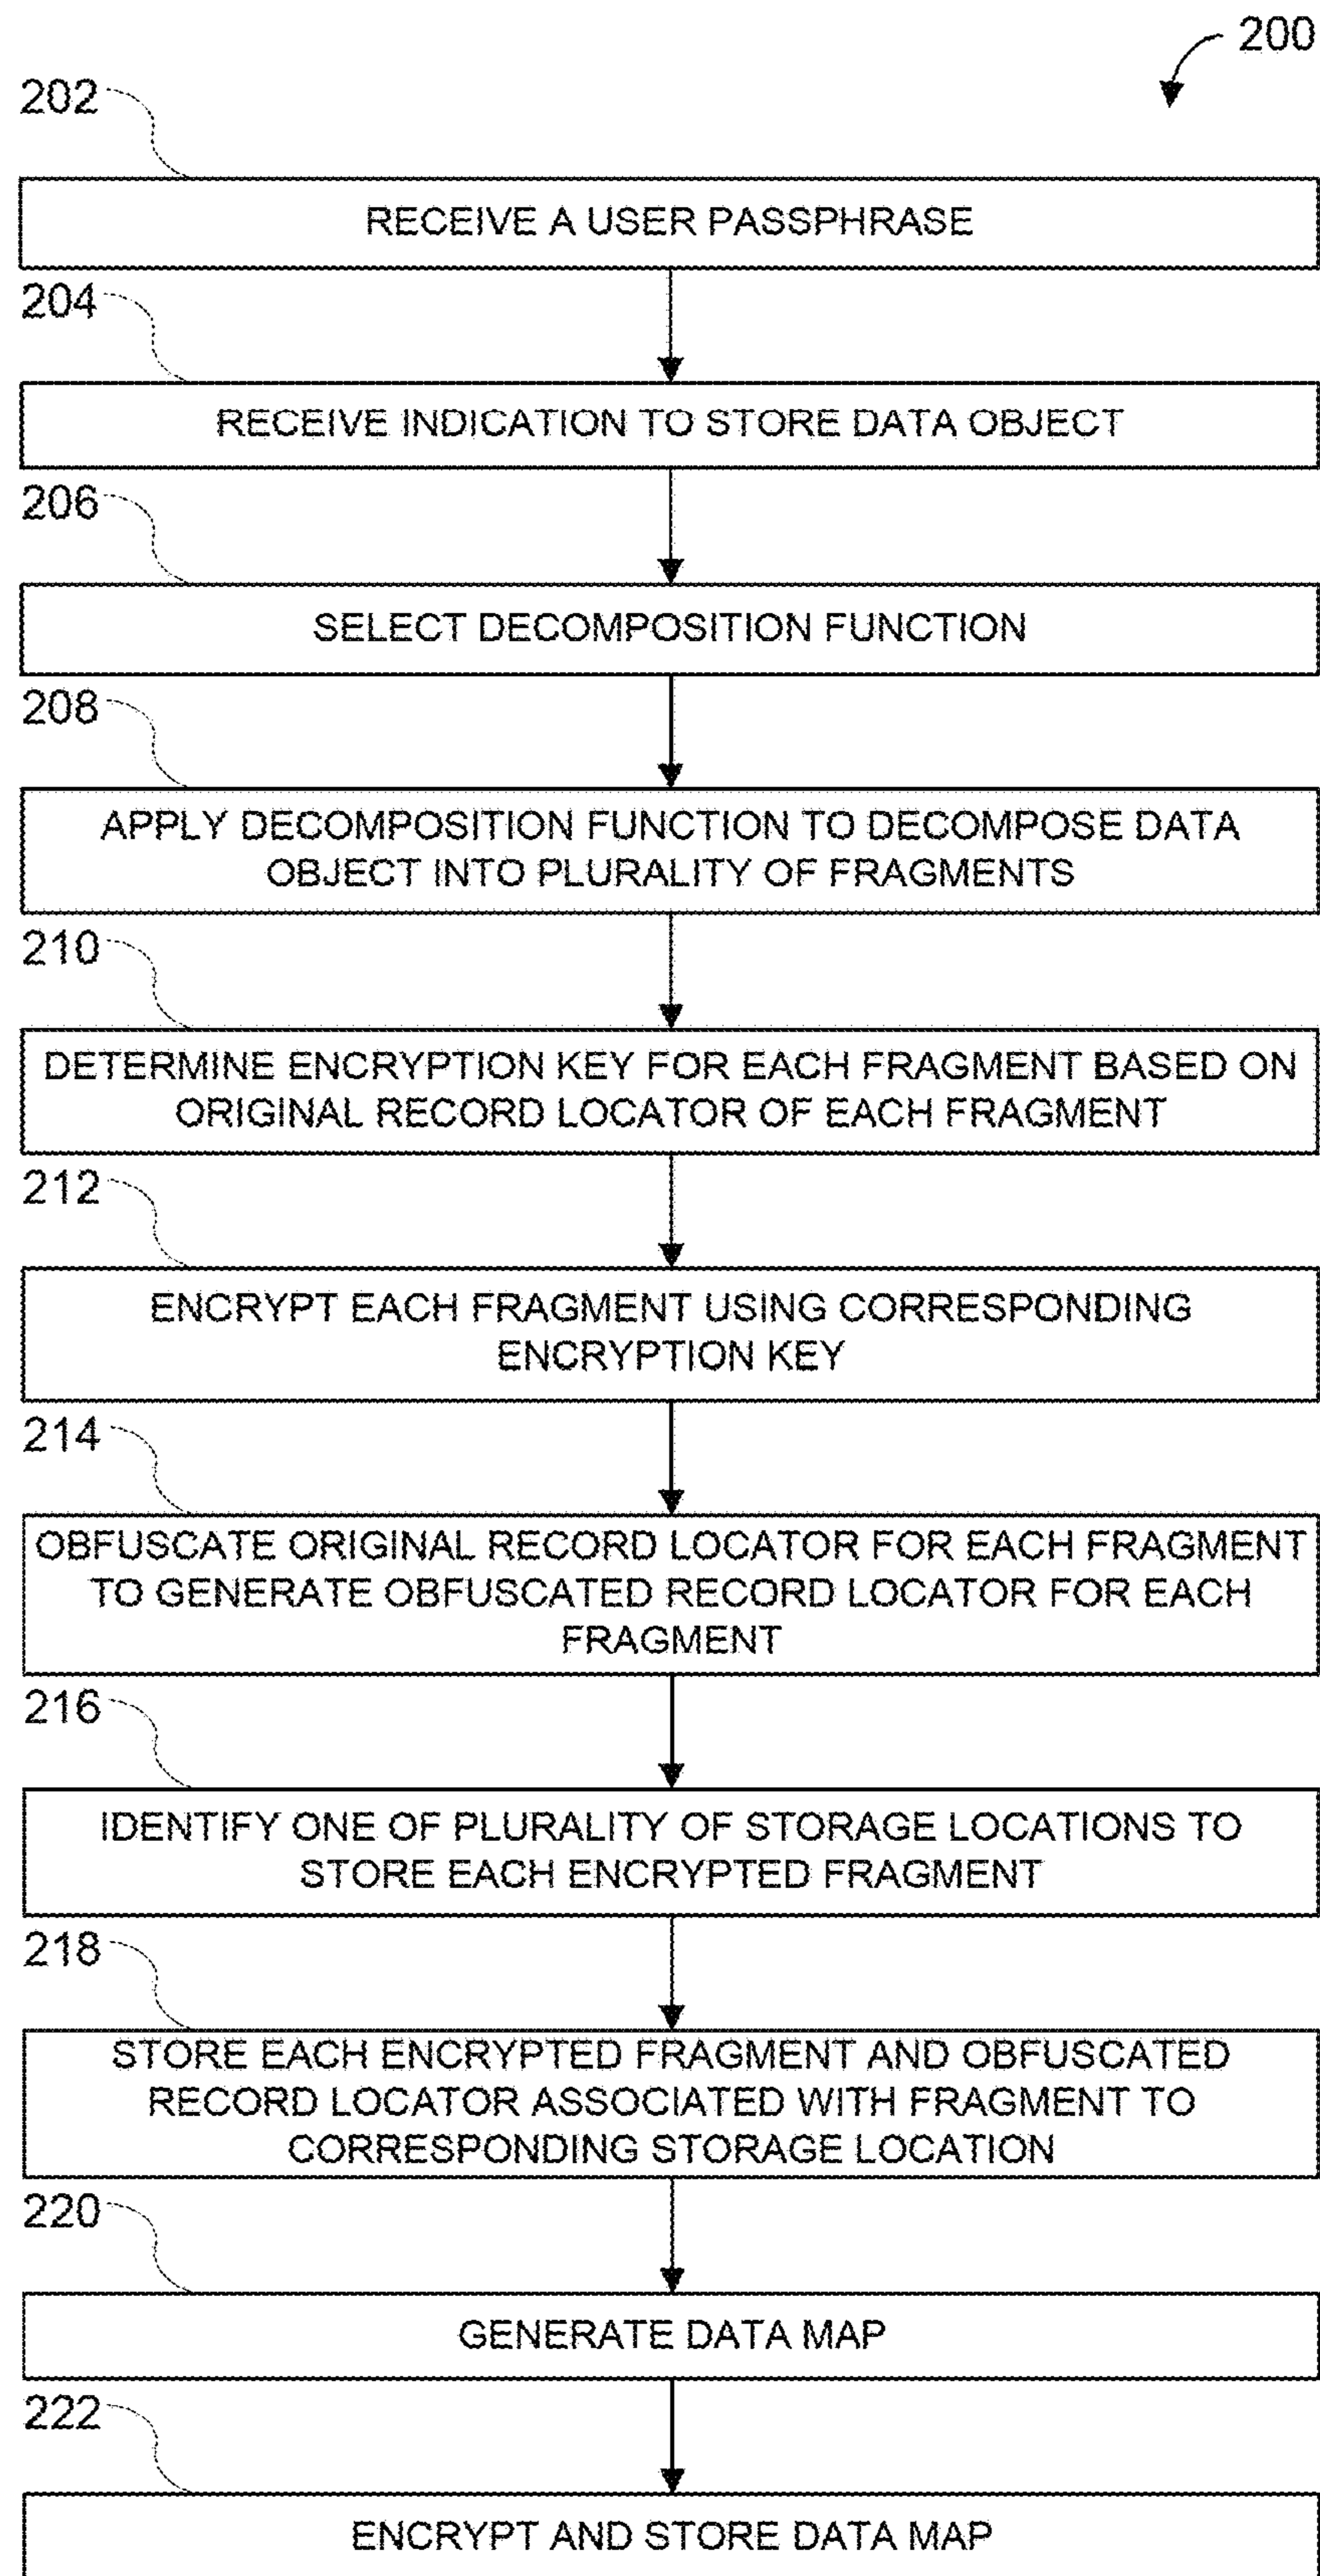 200
202
RECEIVE A USER PASSPHRASE
204
RECEIVE INDICATION TO STORE DATA OBJECT
206
SELECT DECOMPOSITION FUNCTION
208
APPLY DECOMPOSITION FUNCTION TO DECOMPOSE DATA
OBJECT INTO PLURALITY OF FRAGMENTS
210
DETERMINE ENCRYPTION KEY FOR EACH FRAGMENT BASED ON
ORIGINAL RECORD LOCATOR OF EACH FRAGMENT
212
ENCRYPT EACH FRAGMENT USING CORRESPONDING
ENCRYPTION KEY
214
OBFUSCATE ORIGINAL RECORD LOCATOR FOR EACH FRAGMENT
TO GENERATE OBFUSCATED RECORD LOCATOR FOR EACH
FRAGMENT
216
IDENTIFY ONE OF PLURALITY OF STORAGE LOCATIONS TO
STORE EACH ENCRYPTED FRAGMENT
218
STORE EACH ENCRYPTED FRAGMENT AND OBFUSCATED
RECORD LOCATOR ASSOCIATED WITH FRAGMENT TO
CORRESPONDING STORAGE LOCATION
220
GENERATE DATA MAP
222
ENCRYPT AND STORE DATA MAP